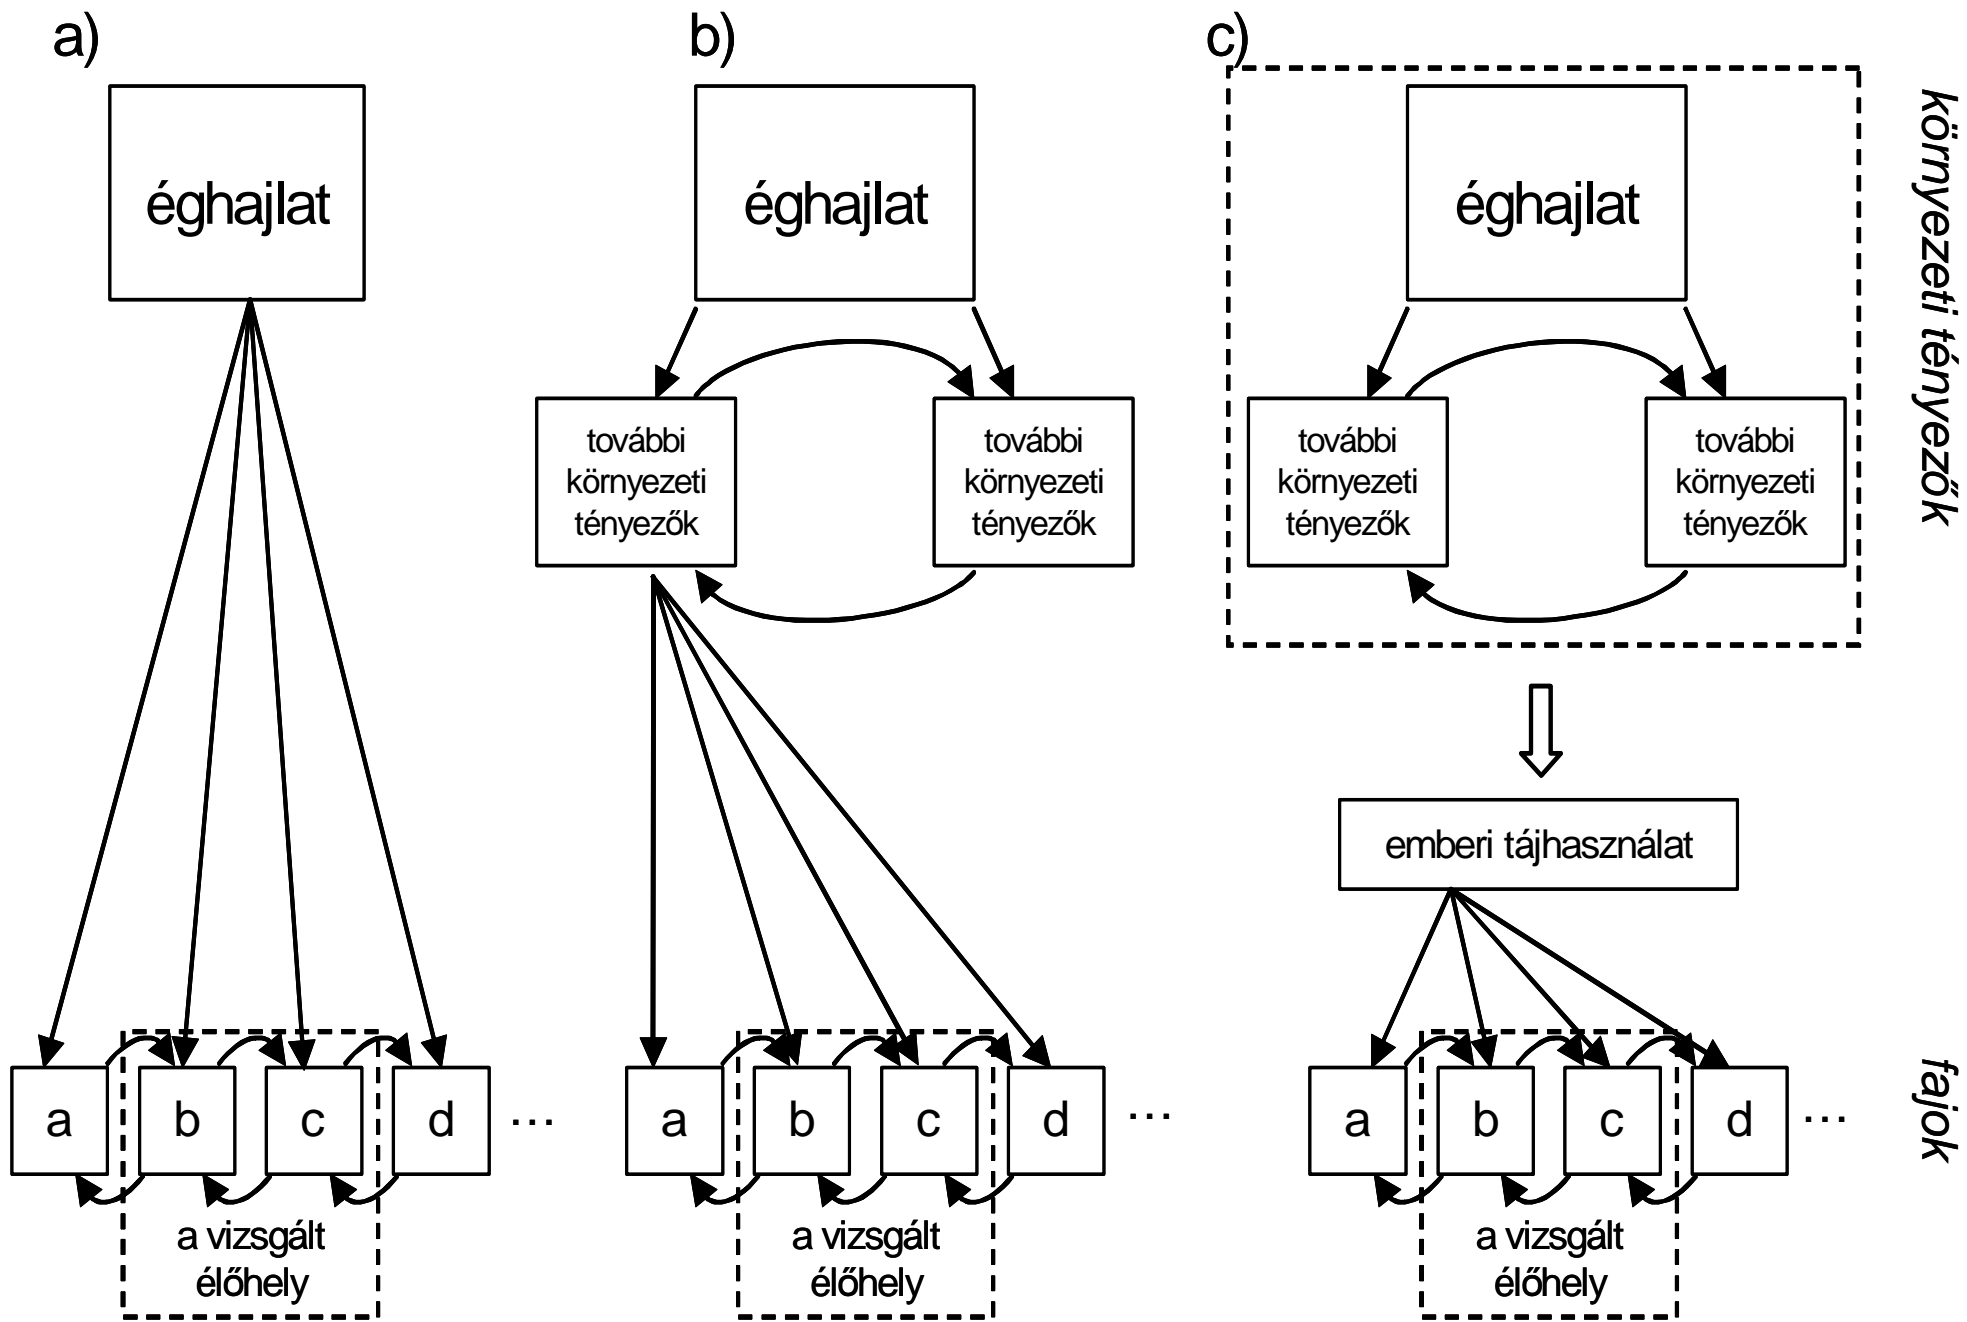 a)
éghajlat
a
b
c
d
...
a vizsgált
élőhely
b)
éghajlat
további
környezeti
tényezők
további
környezeti
tényezők
a
b
c
d
...
a vizsgált
élőhely
c)
éghajlat
további
környezeti
tényezők
további
környezeti
tényezők
emberi tájhasználat
a
b
c
d
...
a vizsgált
élőhely
környezeti tényezők
fajok